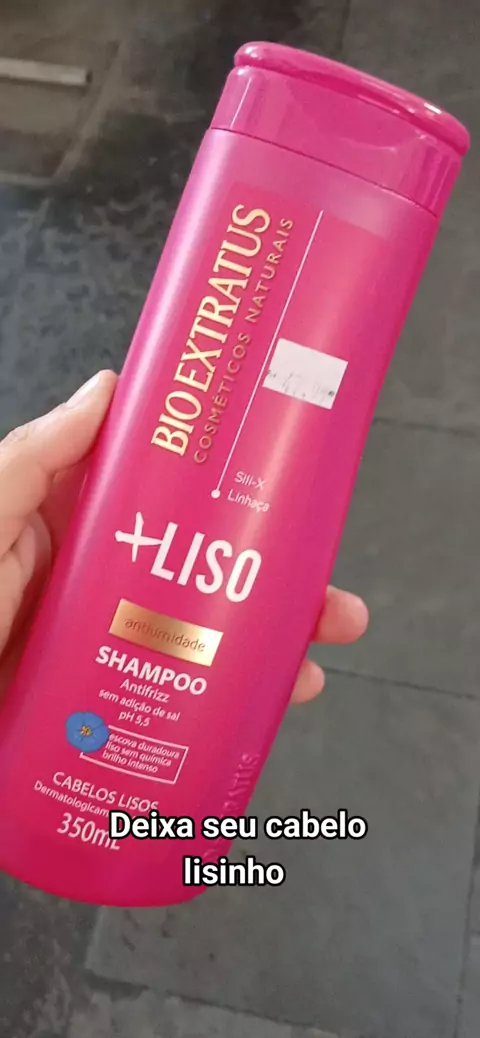 BIO EXTRATUS
COSMÉTICOS NATURAIS
Sili-X
Linhaça
+LISO
antiumidade
SHAMPOO
Antifrizz
sem adição de sal
pH 5,5
escova duradoura
liso sem química
brilho intenso
CABELOS LISOS
350mL
Deixa seu cabelo
lisinho